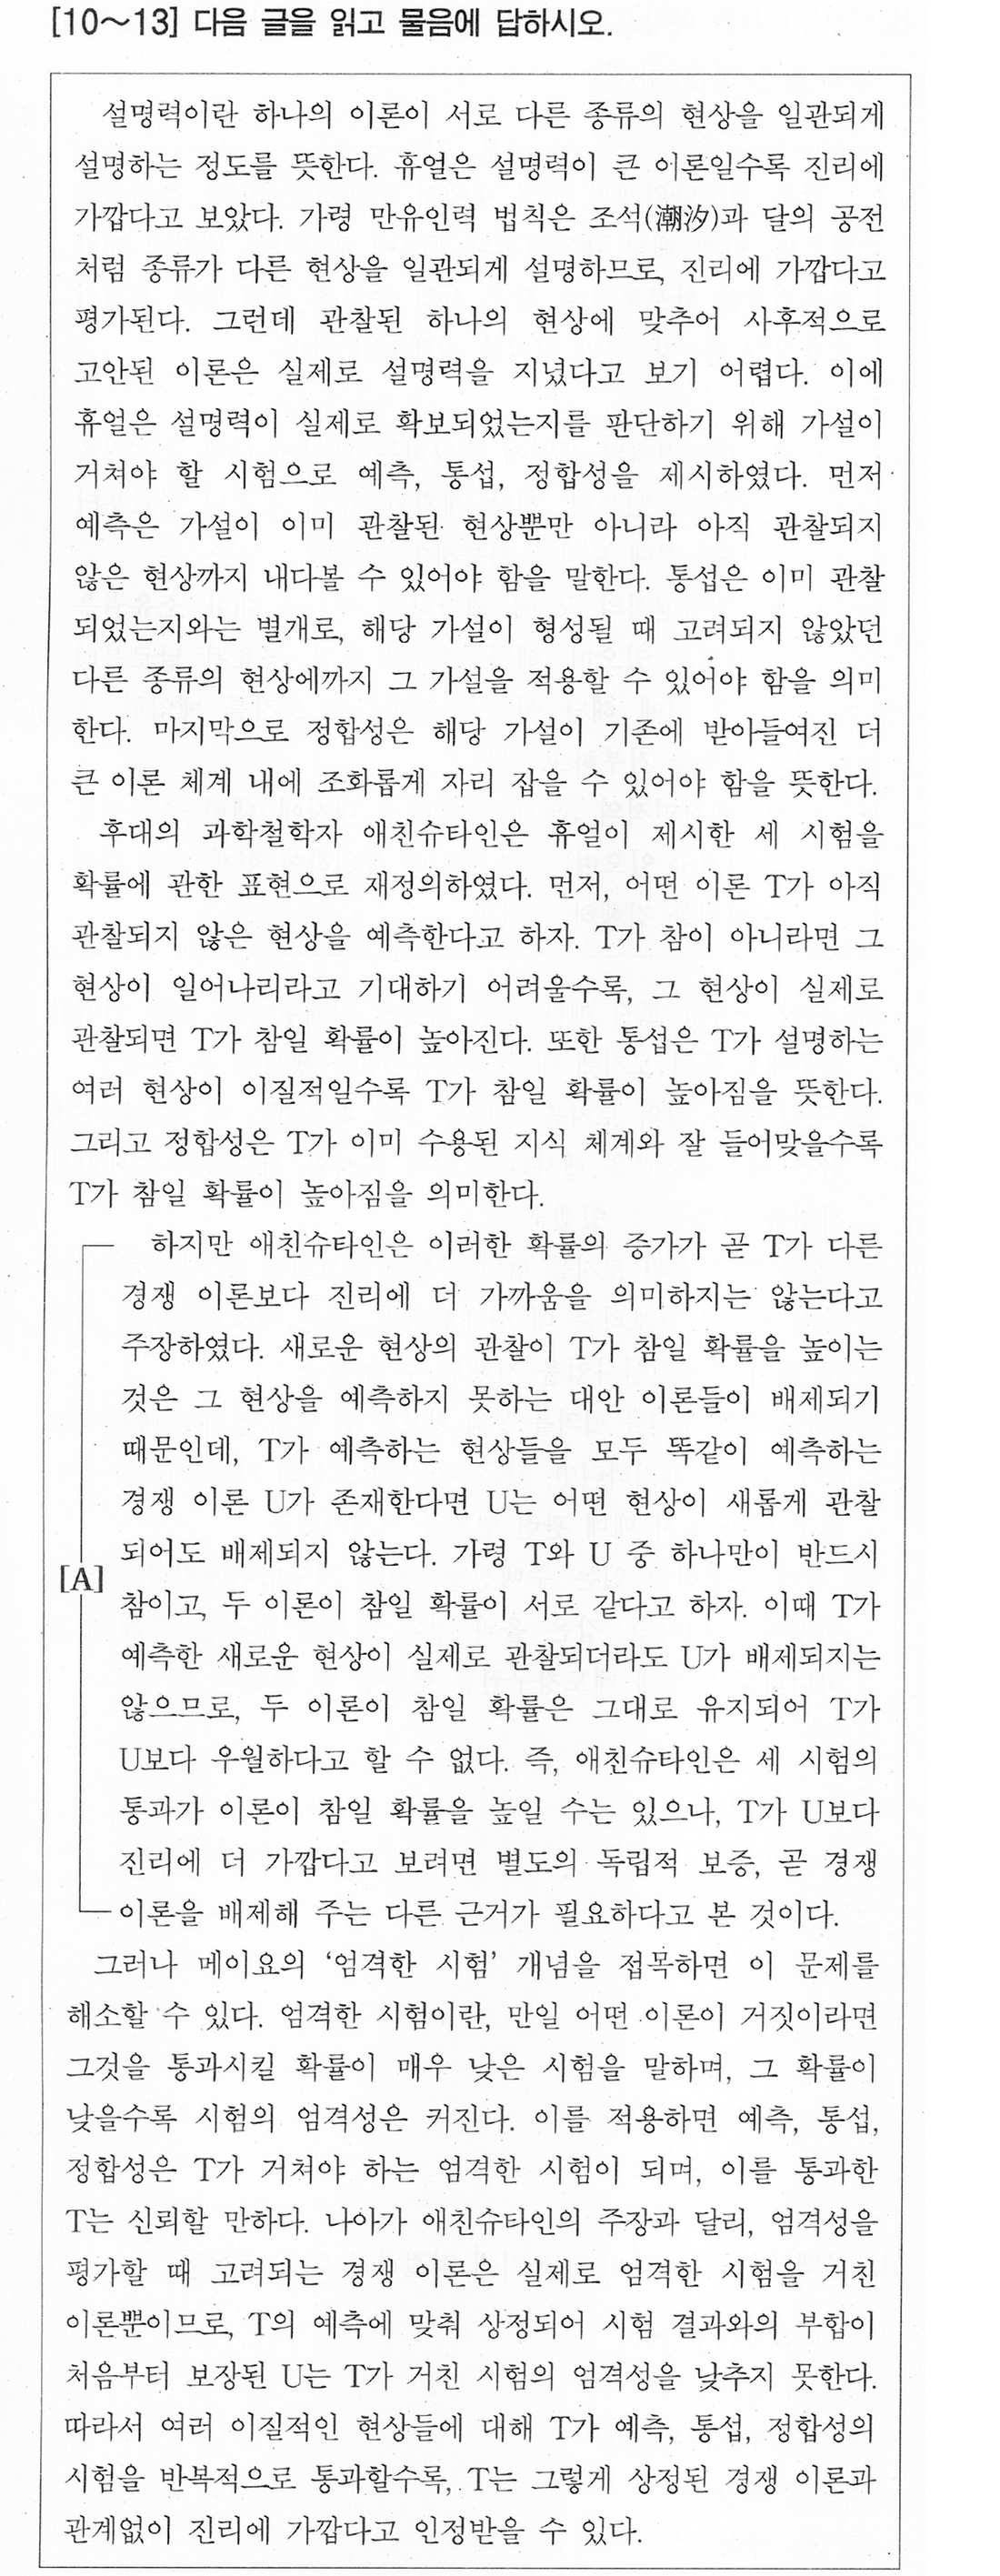 [10~13] 다음 글을 읽고 물음에 답하시오.
설명력이란 하나의 이론이 서로 다른 종류의 현상을 일관되게
설명하는 정도를 뜻한다. 휴얼은 설명력이 큰 이론일수록 진리에
가깝다고 보았다. 가령 만유인력 법칙은 조석(潮汐)과 달의 공전
처럼 종류가 다른 현상을 일관되게 설명하므로, 진리에 가깝다고
평가된다. 그런데 관찰된 하나의 현상에 맞추어 사후적으로
고안된 이론은 실제로 설명력을 지녔다고 보기 어렵다. 이에
휴얼은 설명력이 실제로 확보되었는지를 판단하기 위해 가설이
거쳐야 할 시험으로 예측, 통섭, 정합성을 제시하였다. 먼저
예측은 가설이 이미 관찰된 현상뿐만 아니라 아직 관찰되지
않은 현상까지 내다볼 수 있어야 함을 말한다. 통섭은 이미 관찰
되었는지와는 별개로, 해당 가설이 형성될 때 고려되지 않았던
다른 종류의 현상에까지 그 가설을 적용할 수 있어야 함을 의미
한다. 마지막으로 정합성은 해당 가설이 기존에 받아들여진 더
큰 이론 체계 내에 조화롭게 자리 잡을 수 있어야 함을 뜻한다.
후대의 과학철학자 애친슈타인은 휴얼이 제시한 세 시험을
확률에 관한 표현으로 재정의하였다. 먼저, 어떤 이론 T가 아직
관찰되지 않은 현상을 예측한다고 하자. T가 참이 아니라면 그
현상이 일어나리라고 기대하기 어려울수록, 그 현상이 실제로
관찰되면 T가 참일 확률이 높아진다. 또한 통섭은 T가 설명하는
여러 현상이 이질적일수록 T가 참일 확률이 높아짐을 뜻한다.
그리고 정합성은 T가 이미 수용된 지식 체계와 잘 들어맞을수록
T가 참일 확률이 높아짐을 의미한다.
하지만 애친슈타인은 이러한 확률의 증가가 곧 T가 다른
경쟁 이론보다 진리에 더 가까움을 의미하지는 않는다고
주장하였다. 새로운 현상의 관찰이 T가 참일 확률을 높이는
것은 그 현상을 예측하지 못하는 대안 이론들이 배제되기
때문인데, T가 예측하는 현상들을 모두 똑같이 예측하는
경쟁 이론 U가 존재한다면 U는 어떤 현상이 새롭게 관찰
되어도 배제되지 않는다. 가령 T와 U 중 하나만이 반드시
[A]
참이고, 두 이론이 참일 확률이 서로 같다고 하자. 이때 T가
예측한 새로운 현상이 실제로 관찰되더라도 U가 배제되지는
않으므로, 두 이론이 참일 확률은 그대로 유지되어 T가
U보다 우월하다고 할 수 없다. 즉, 애친슈타인은 세 시험의
통과가 이론이 참일 확률을 높일 수는 있으나, T가 U보다
진리에 더 가깝다고 보려면 별도의 독립적 보증, 곧 경쟁
이론을 배제해 주는 다른 근거가 필요하다고 본 것이다.
그러나 메이요의 ‘엄격한 시험’ 개념을 접목하면 이 문제를
해소할 수 있다. 엄격한 시험이란, 만일 어떤 이론이 거짓이라면
그것을 통과시킬 확률이 매우 낮은 시험을 말하며, 그 확률이
낮을수록 시험의 엄격성은 커진다. 이를 적용하면 예측, 통섭,
정합성은 T가 거쳐야 하는 엄격한 시험이 되며, 이를 통과한
T는 신뢰할 만하다. 나아가 애친슈타인의 주장과 달리, 엄격성을
평가할 때 고려되는 경쟁 이론은 실제로 엄격한 시험을 거친
이론뿐이므로, T의 예측에 맞춰 상정되어 시험 결과와의 부합이
처음부터 보장된 U는 T가 거친 시험의 엄격성을 낮추지 못한다.
따라서 여러 이질적인 현상들에 대해 T가 예측, 통섭, 정합성의
시험을 반복적으로 통과할수록, T는 그렇게 상정된 경쟁 이론과
관계없이 진리에 가깝다고 인정받을 수 있다.